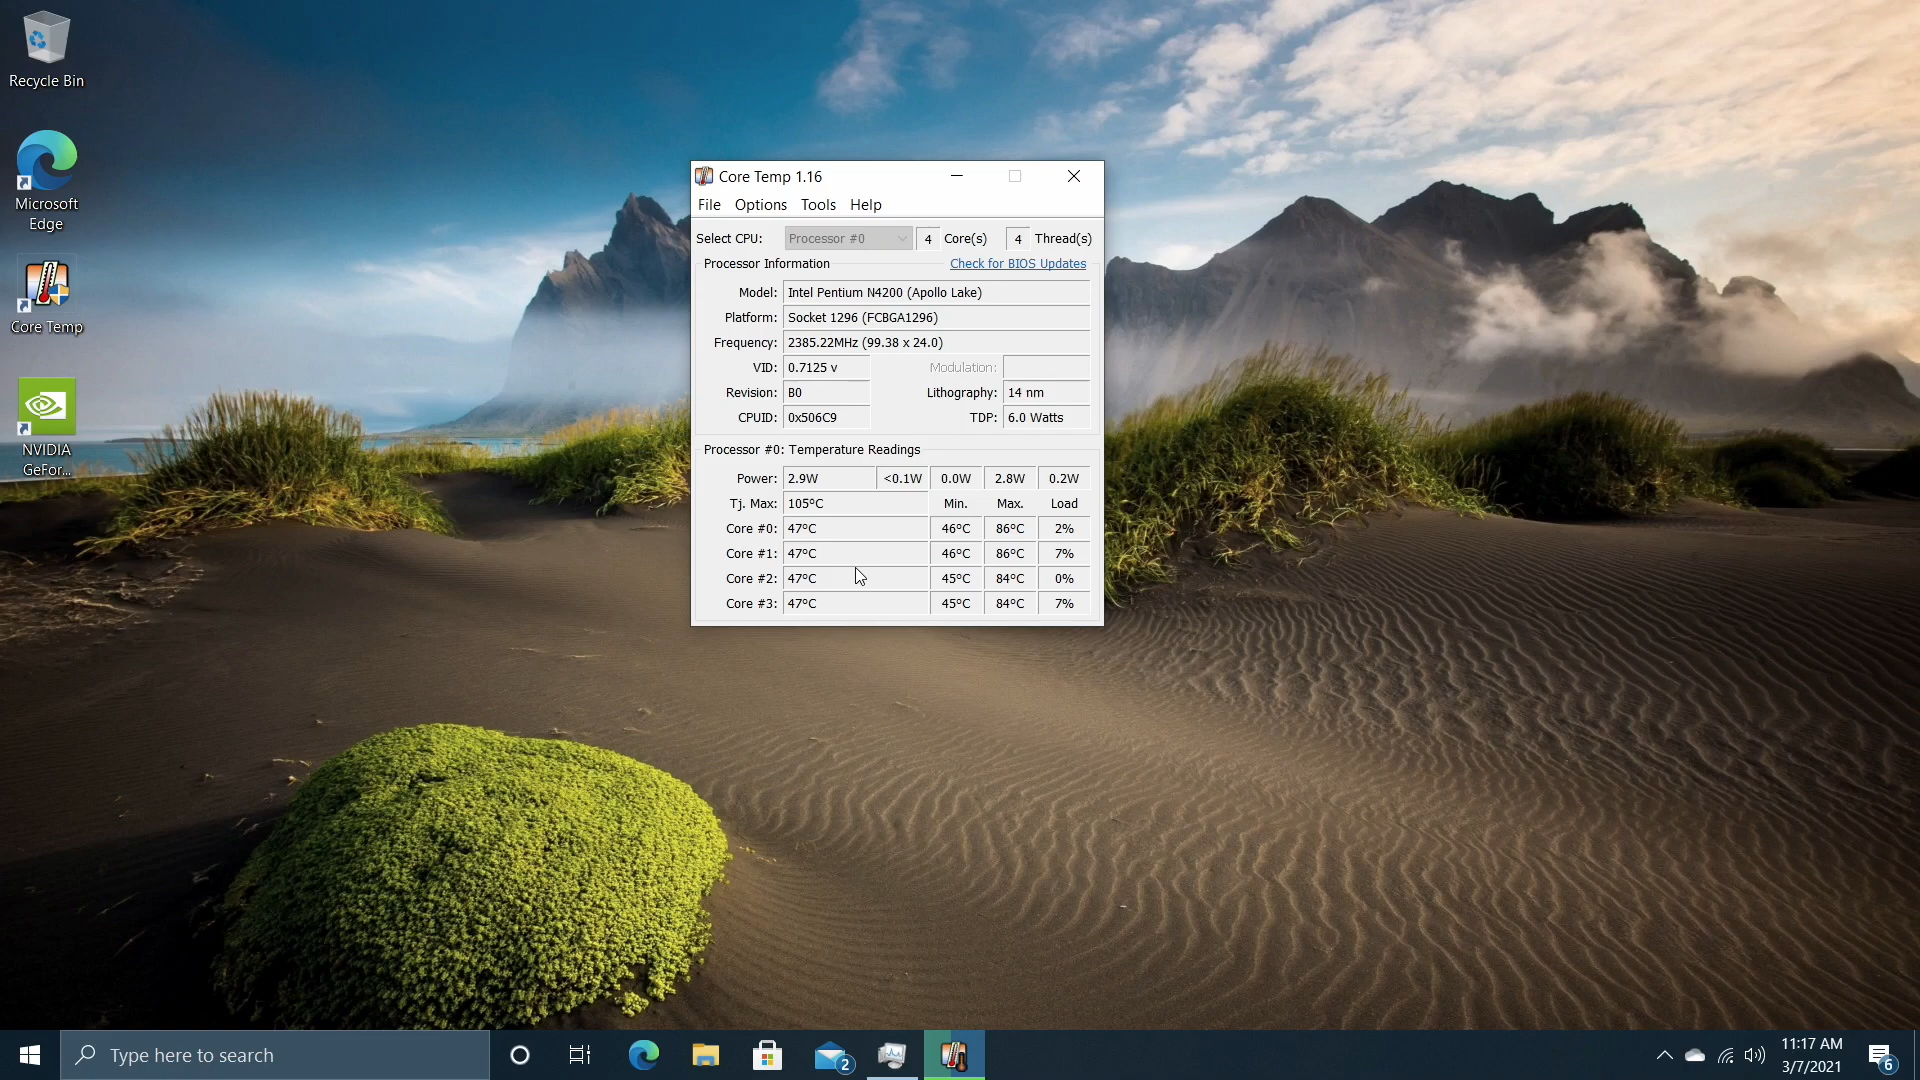 Recycle Bin
Microsoft
Edge
Core Temp
NVIDIA
GeFor...
Core Temp 1.16
File Options Tools Help
Select CPU: Processor #0 4 Core(s) 4 Thread(s)
Processor Information Check for BIOS Updates
Model: Intel Pentium N4200 (Apollo Lake)
Platform: Socket 1296 (FCBGA1296)
Frequency: 2385.22MHz (99.38 x 24.0)
VID: 0.7125 v Modulation:
Revision: B0 Lithography: 14 nm
CPUID: 0x506C9 TDP: 6.0 Watts
Processor #0: Temperature Readings
Power: 2.9W <0.1W 0.0W 2.8W 0.2W
Tj. Max: 105°C Min. Max. Load
Core #0: 47°C 46°C 86°C 2%
Core #1: 47°C 46°C 86°C 7%
Core #2: 47°C 45°C 84°C 0%
Core #3: 47°C 45°C 84°C 7%
Type here to search
2
11:17 AM
3/7/2021
6